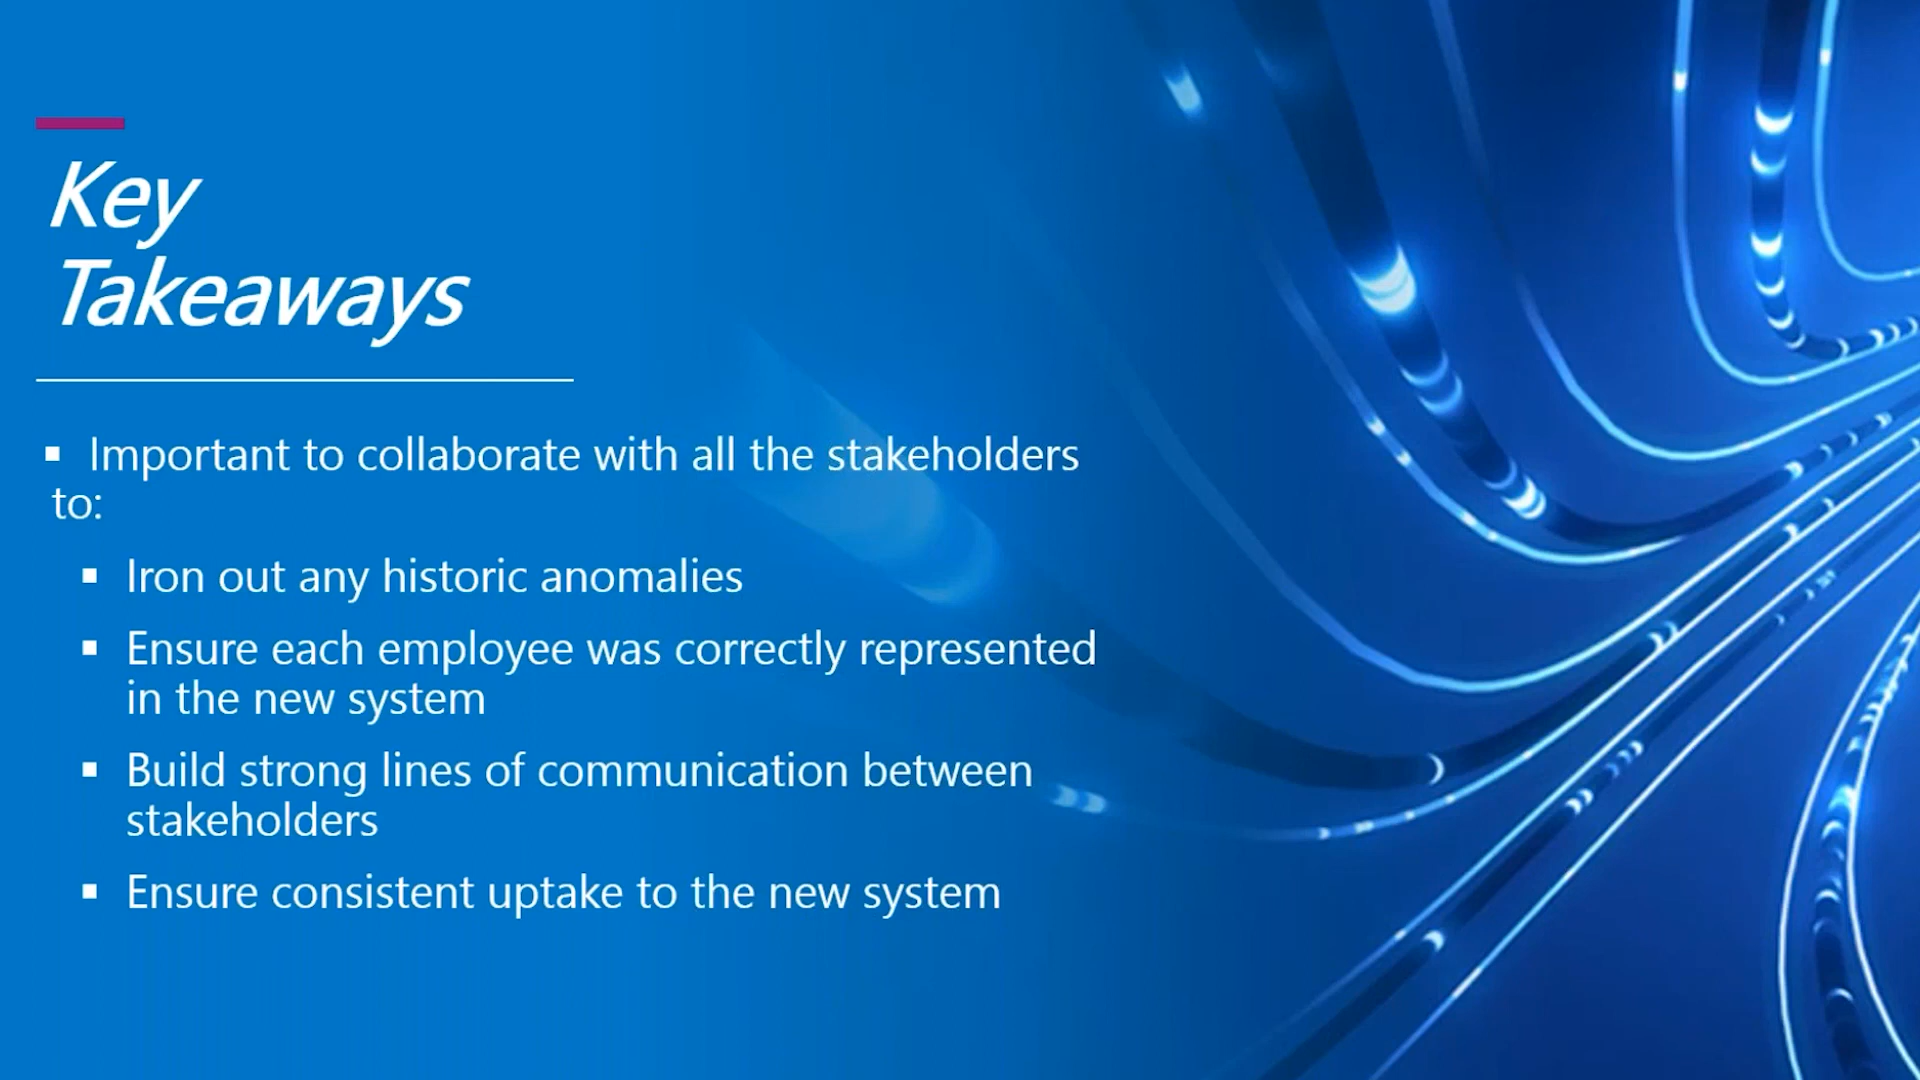 Key
Takeaways
▪ Important to collaborate with all the stakeholders
to:
▪ Iron out any historic anomalies
▪ Ensure each employee was correctly represented
in the new system
▪ Build strong lines of communication between
stakeholders
▪ Ensure consistent uptake to the new system